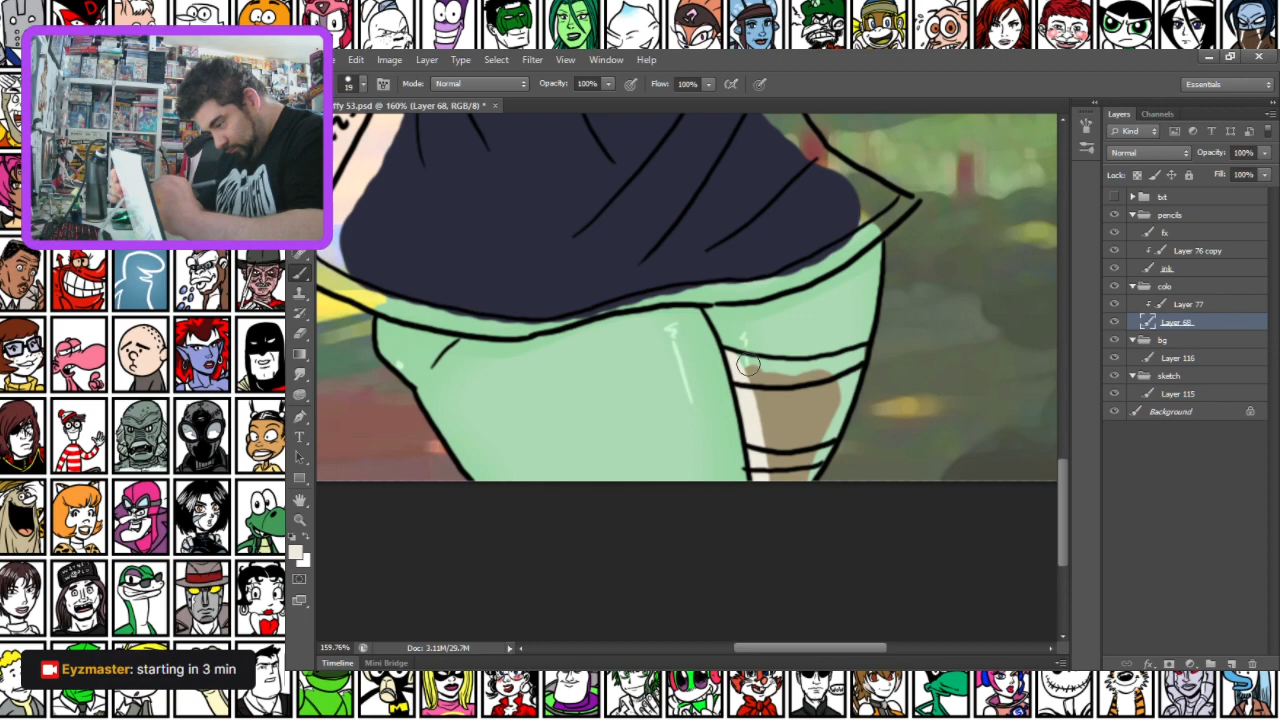 Edit Image Layer Type Select Filter View Window Help
19 Mode: Normal Opacity: 100% Flow: 100% Essentials
ffy 53.psd @ 160% (Layer 68, RGB/8) * ×
Layers Channels
Kind
Normal Opacity: 100%
Lock: Fill: 100%
txt
pencils
fx
Layer 76 copy
ink
colo
Layer 77
Layer 68
bg
Layer 116
sketch
Layer 115
Background
159.76% Doc: 3.11M/29.7M
Timeline Mini Bridge
Eyzmaster: starting in 3 min